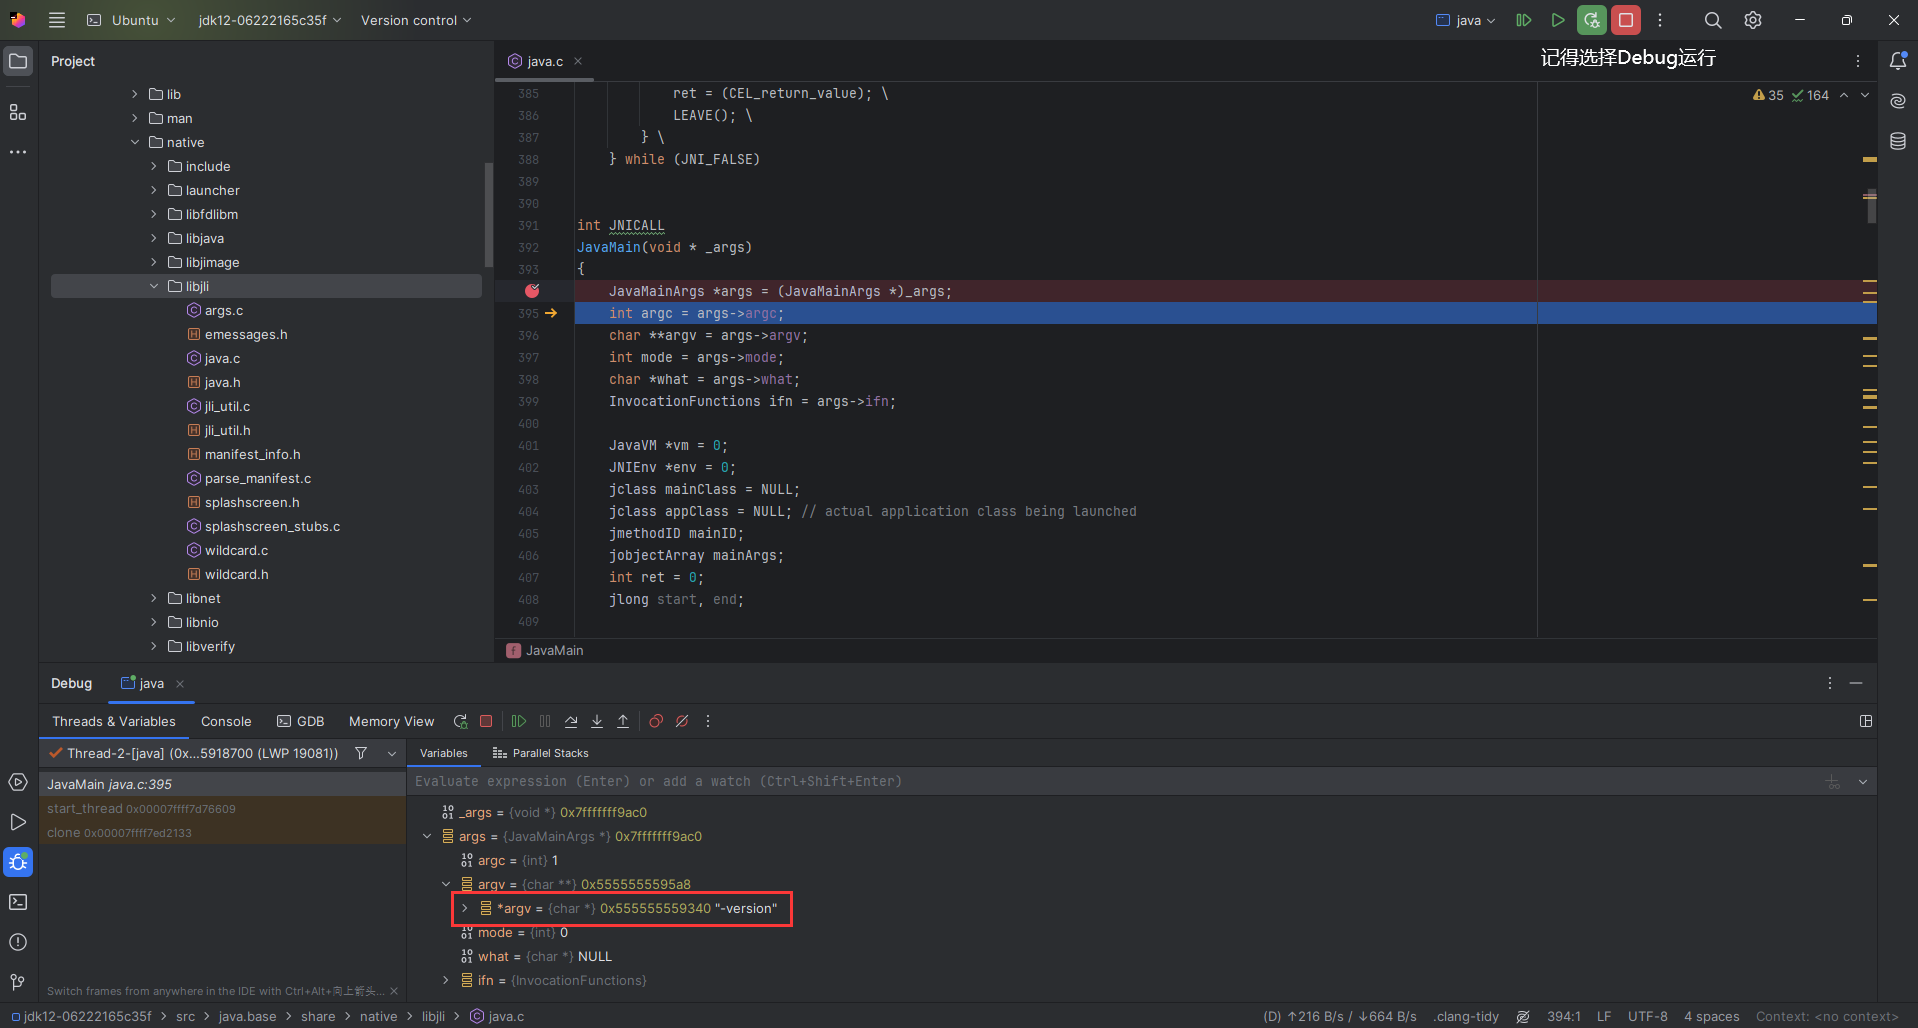 Ubuntu
jdk12-06222165c35f
Version control
java
记得选择Debug运行
Project
java.c
lib
man
native
include
launcher
libfdlibm
libjava
libjimage
libjli
args.c
emessages.h
java.c
java.h
jli_util.c
jli_util.h
manifest_info.h
parse_manifest.c
splashscreen.h
splashscreen_stubs.c
wildcard.c
wildcard.h
libnet
libnio
libverify
35 164
385 ret = (CEL_return_value); \
386 LEAVE(); \
387 } \
388 } while (JNI_FALSE)
389
390
391 int JNICALL
392 JavaMain(void * _args)
393 {
JavaMainArgs *args = (JavaMainArgs *)_args;
395 int argc = args->argc;
396 char **argv = args->argv;
397 int mode = args->mode;
398 char *what = args->what;
399 InvocationFunctions ifn = args->ifn;
400
401 JavaVM *vm = 0;
402 JNIEnv *env = 0;
403 jclass mainClass = NULL;
404 jclass appClass = NULL; // actual application class being launched
405 jmethodID mainID;
406 jobjectArray mainArgs;
407 int ret = 0;
408 jlong start, end;
409
f JavaMain
Debug
java
Threads & Variables
Console
GDB
Memory View
Thread-2-[java] (0x...5918700 (LWP 19081))
JavaMain java.c:395
start_thread 0x00007ffff7d76609
clone 0x00007ffff7ed2133
Switch frames from anywhere in the IDE with Ctrl+Alt+向上箭头...
Variables
Parallel Stacks
Evaluate expression (Enter) or add a watch (Ctrl+Shift+Enter)
_args = {void *} 0x7fffffff9ac0
args = {JavaMainArgs *} 0x7fffffff9ac0
argc = {int} 1
argv = {char **} 0x5555555595a8
*argv = {char *} 0x555555559340 "-version"
mode = {int} 0
what = {char *} NULL
ifn = {InvocationFunctions}
jdk12-06222165c35f > src > java.base > share > native > libjli > java.c
(D) ↑216 B/s / ↓664 B/s
.clang-tidy
394:1
LF
UTF-8
4 spaces
Context: <no context>